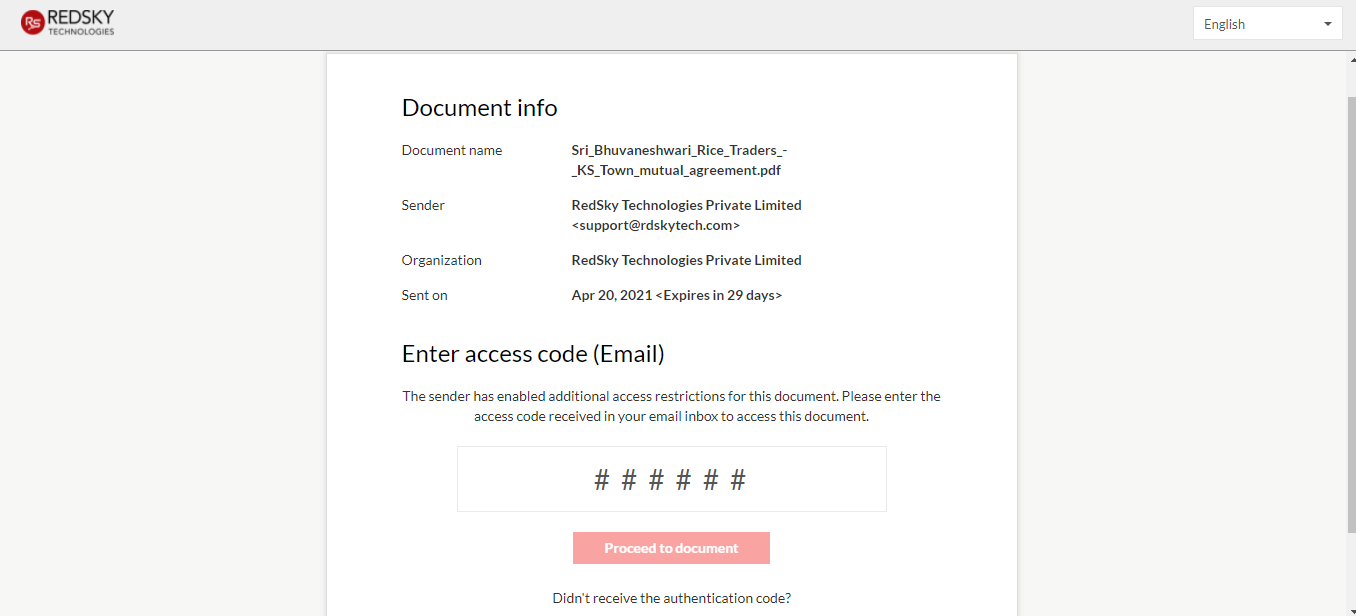 RS REDSKY
TECHNOLOGIES
English
Document info
Document name
Sri_Bhuvaneshwari_Rice_Traders_-
_KS_Town_mutual_agreement.pdf
Sender
RedSky Technologies Private Limited
<support@rdskytech.com>
Organization
RedSky Technologies Private Limited
Sent on
Apr 20, 2021 <Expires in 29 days>
Enter access code (Email)
The sender has enabled additional access restrictions for this document. Please enter the
access code received in your email inbox to access this document.
# # # # # #
Proceed to document
Didn't receive the authentication code?